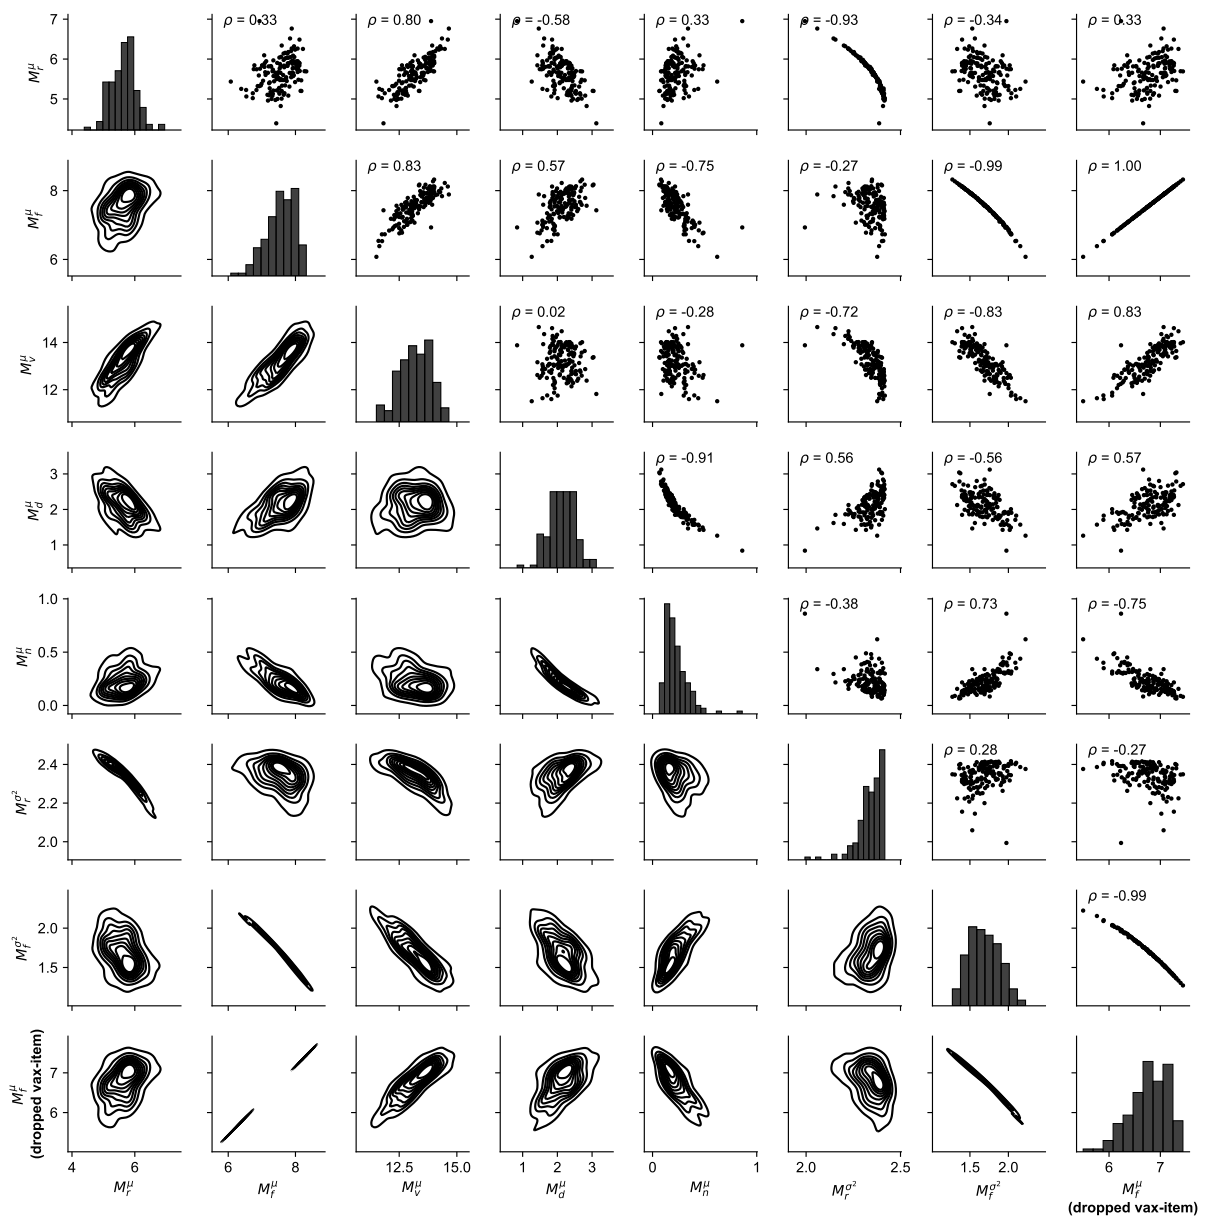 7
6
5
M_r^μ
ρ = 0.33
ρ = 0.80
ρ = -0.58
ρ = 0.33
ρ = -0.93
ρ = -0.34
ρ = 0.33
8
6
M_f^μ
ρ = 0.83
ρ = 0.57
ρ = -0.75
ρ = -0.27
ρ = -0.99
ρ = 1.00
14
12
M_v^μ
ρ = 0.02
ρ = -0.28
ρ = -0.72
ρ = -0.83
ρ = 0.83
3
2
1
M_d^μ
ρ = -0.91
ρ = 0.56
ρ = -0.56
ρ = 0.57
1.0
0.5
0.0
M_n^μ
ρ = -0.38
ρ = 0.73
ρ = -0.75
2.4
2.2
2.0
M_r^σ²
ρ = 0.28
ρ = -0.27
2.0
1.5
M_f^σ²
ρ = -0.99
7
6
M_f^μ
(dropped vax-item)
4 6
6 8
12.5 15.0
1 2 3
0 1
2.0 2.5
1.5 2.0
6 7
M_r^μ
M_f^μ
M_v^μ
M_d^μ
M_n^μ
M_r^σ²
M_f^σ²
M_f^μ
(dropped vax-item)